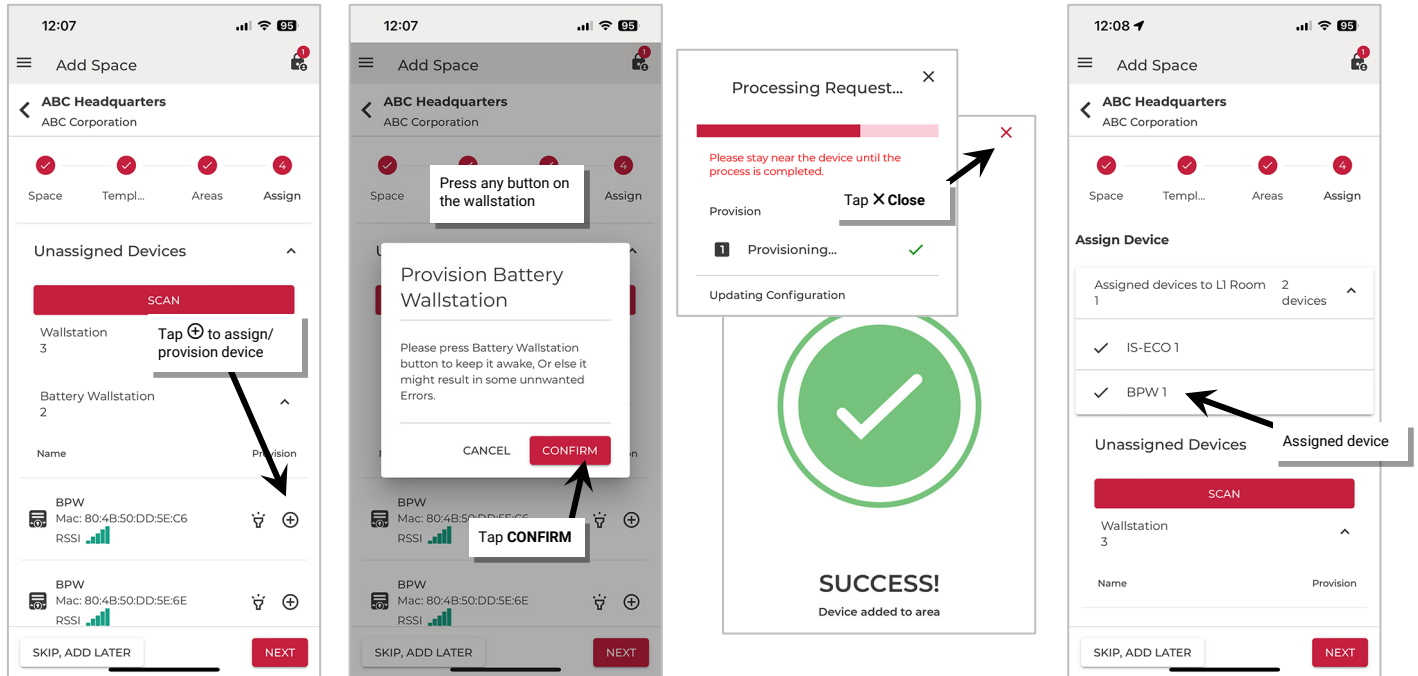 12:07
95
1
Add Space
ABC Headquarters
ABC Corporation
4
Space
Templ...
Areas
Assign
Unassigned Devices
SCAN
Wallstation
3
Tap ⊕ to assign/
provision device
Battery Wallstation
2
Name
Provision
BPW
Mac: 80:4B:50:DD:5E:C6
RSSI
BPW
Mac: 80:4B:50:DD:5E:6E
RSSI
SKIP, ADD LATER
NEXT
12:07
95
1
Add Space
ABC Headquarters
ABC Corporation
4
Space
Assign
Press any button on
the wallstation
Provision Battery
Wallstation
Please press Battery Wallstation
button to keep it awake, Or else it
might result in some unnwanted
Errors.
CANCEL
CONFIRM
BPW
Mac: 80:4B:50:DD:5E:C6
RSSI
Tap CONFIRM
BPW
Mac: 80:4B:50:DD:5E:6E
RSSI
SKIP, ADD LATER
NEXT
Processing Request...
Please stay near the device until the
process is completed.
Tap ✕ Close
Provision
1
Provisioning...
Updating Configuration
SUCCESS!
Device added to area
12:08
95
1
Add Space
ABC Headquarters
ABC Corporation
4
Space
Templ...
Areas
Assign
Assign Device
Assigned devices to L1 Room
1
2
devices
IS-ECO 1
BPW 1
Assigned device
Unassigned Devices
SCAN
Wallstation
3
Name
Provision
SKIP, ADD LATER
NEXT